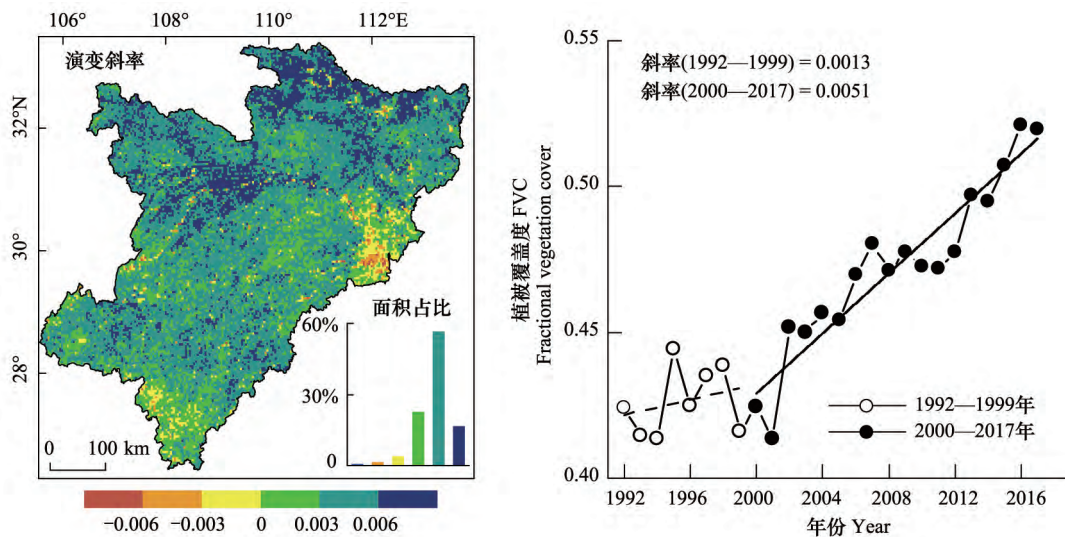 106° 108° 110° 112°E
演变斜率
32°N
30°
28°
面积占比
60%
30%
0
0 100 km
−0.006 −0.003 0 0.003 0.006
0.55
0.50
0.45
0.40
植被覆盖度 FVC
Fractional vegetation cover
斜率(1992—1999) = 0.0013
斜率(2000—2017) = 0.0051
1992—1999年
2000—2017年
1992 1996 2000 2004 2008 2012 2016
年份 Year